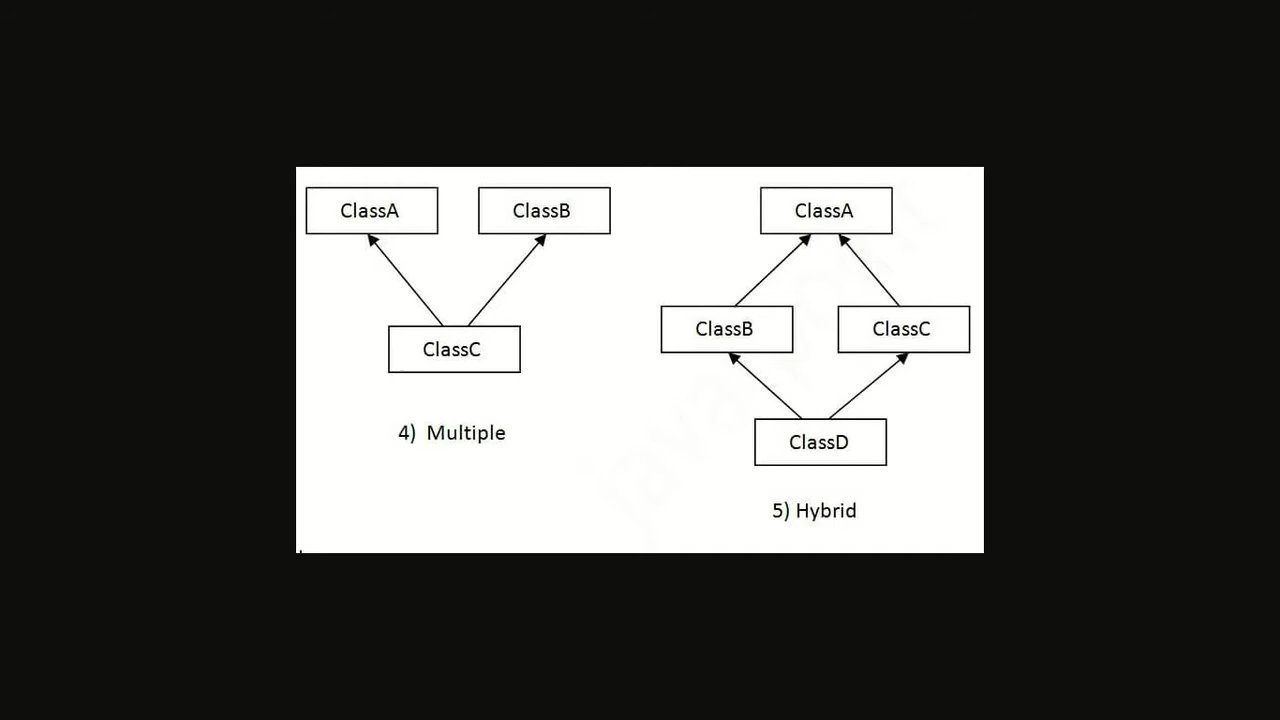 ClassA
ClassB
ClassC
4) Multiple
ClassA
ClassB
ClassC
ClassD
5) Hybrid